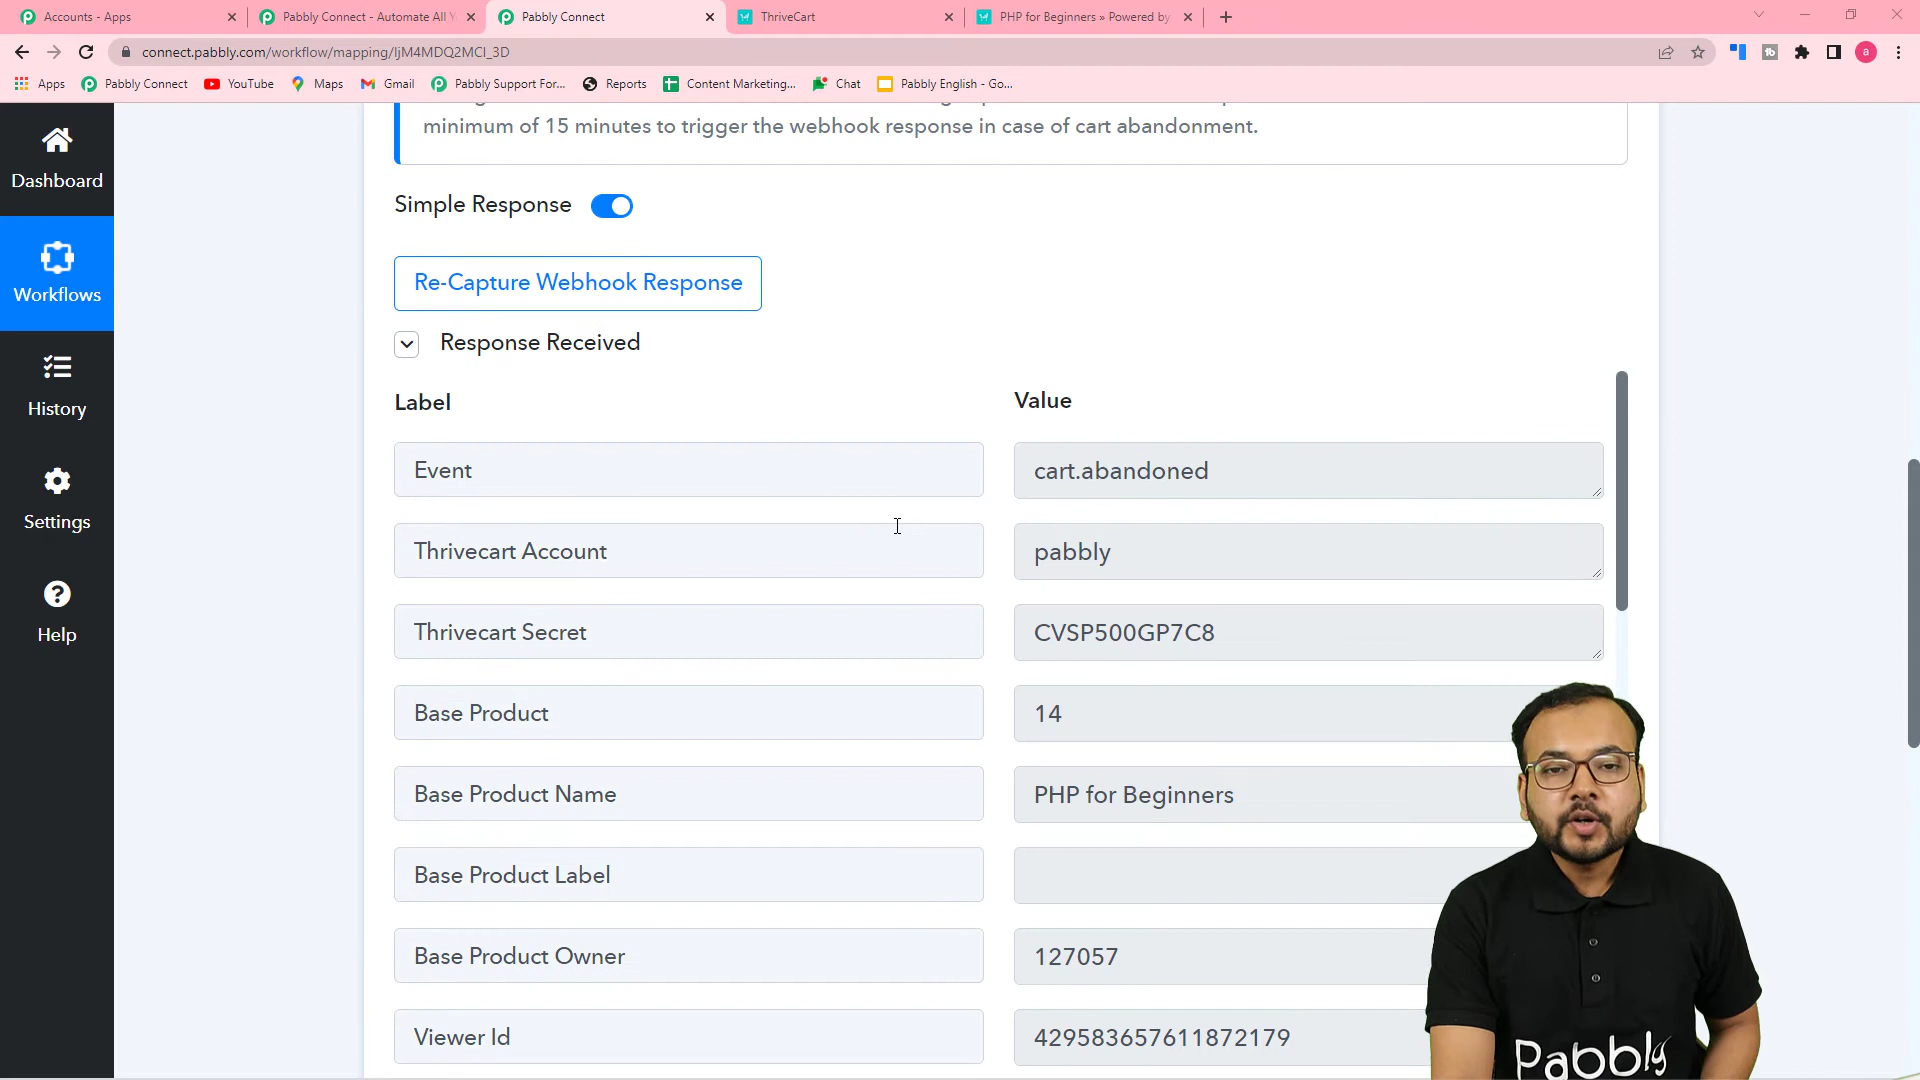 Accounts - Apps
Pabbly Connect - Automate All Y
Pabbly Connect
ThriveCart
PHP for Beginners » Powered by
connect.pabbly.com/workflow/mapping/IjM4MDQ2MCI_3D
Apps
Pabbly Connect
YouTube
Maps
Gmail
Pabbly Support For...
Reports
Content Marketing...
Chat
Pabbly English - Go...
minimum of 15 minutes to trigger the webhook response in case of cart abandonment.
Dashboard
Workflows
History
Settings
Help
Simple Response
Re-Capture Webhook Response
Response Received
Label
Value
Event
cart.abandoned
Thrivecart Account
pabbly
Thrivecart Secret
CVSP500GP7C8
Base Product
14
Base Product Name
PHP for Beginners
Base Product Label
Base Product Owner
127057
Viewer Id
429583657611872179
Pabbly